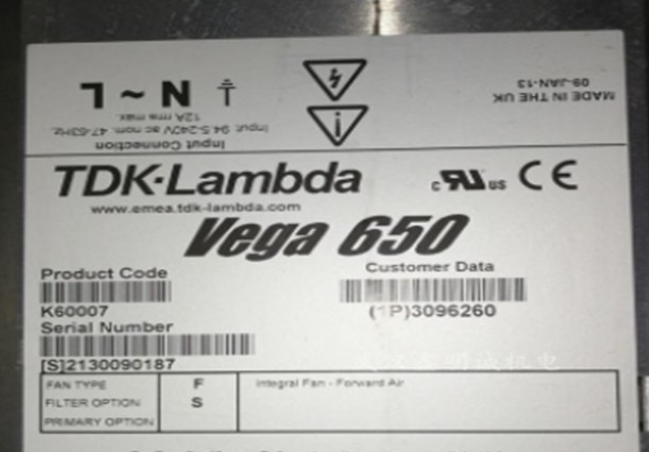 MADE IN THE UK
09-JAN-13
Input Connection
Input: 94.5-240V ac nom. 47-63Hz.
12A rms max.
N ~ L
TDK·Lambda
c RU us CE
www.emea.tdk-lambda.com
Vega 650
Product Code
Customer Data
K60007
(1P)3096260
Serial Number
[S]2130090187
FAN TYPE F Integral Fan - Forward Air
FILTER OPTION S
PRIMARY OPTION